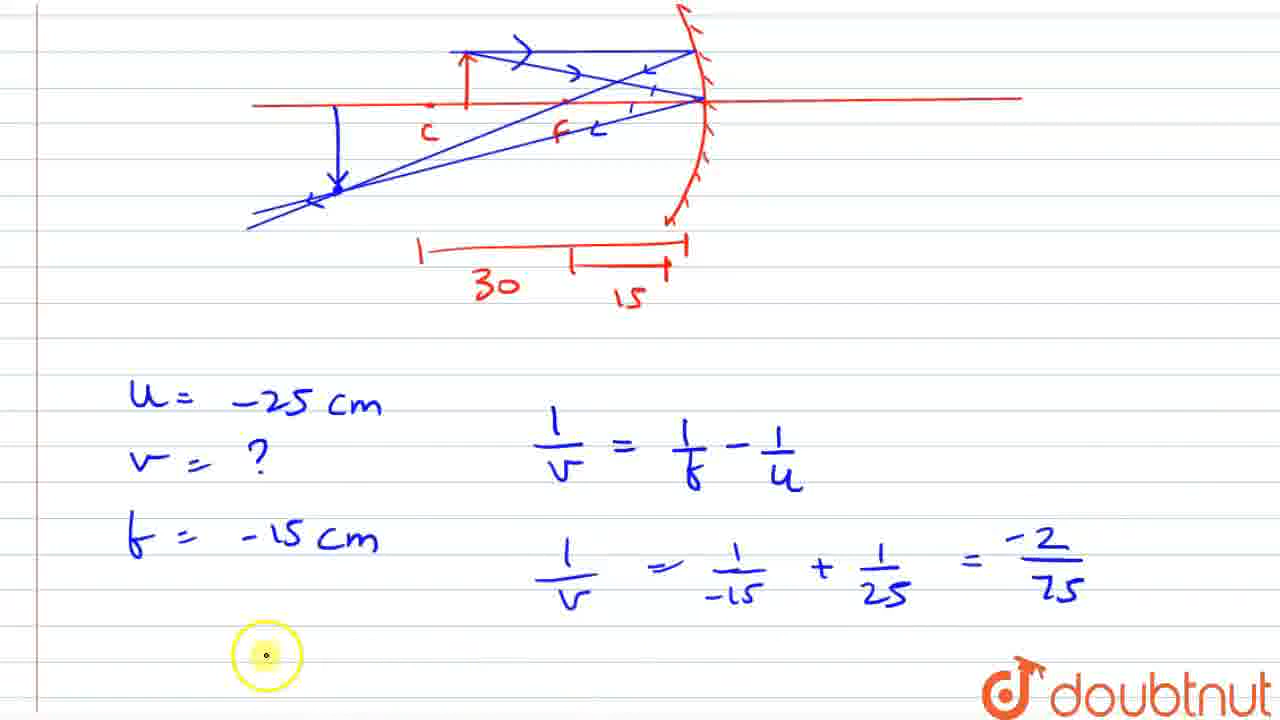 C F
30
15
u = -25 cm
v = ?
f = -15 cm
1/v = 1/f - 1/u
1/v = 1/-15 + 1/25 = -2/75
doubtnut